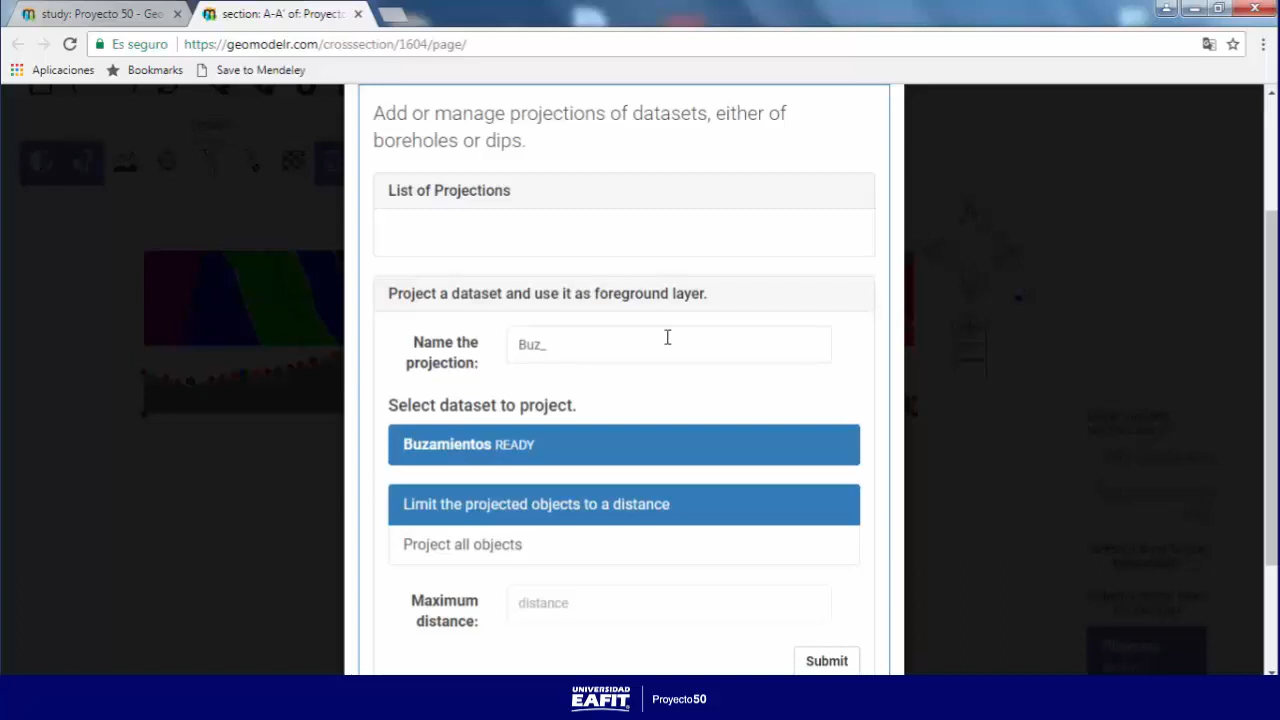 study: Proyecto 50 - Geo
section: A-A' of: Proyecto
Es seguro
https://geomodelr.com/crosssection/1604/page/
Aplicaciones
Bookmarks
Save to Mendeley
Add or manage projections of datasets, either of
boreholes or dips.
List of Projections
Project a dataset and use it as foreground layer.
Name the
projection:
Buz_
Select dataset to project.
Buzamientos READY
Limit the projected objects to a distance
Project all objects
Maximum
distance:
distance
Submit
UNIVERSIDAD
EAFIT
Proyecto50